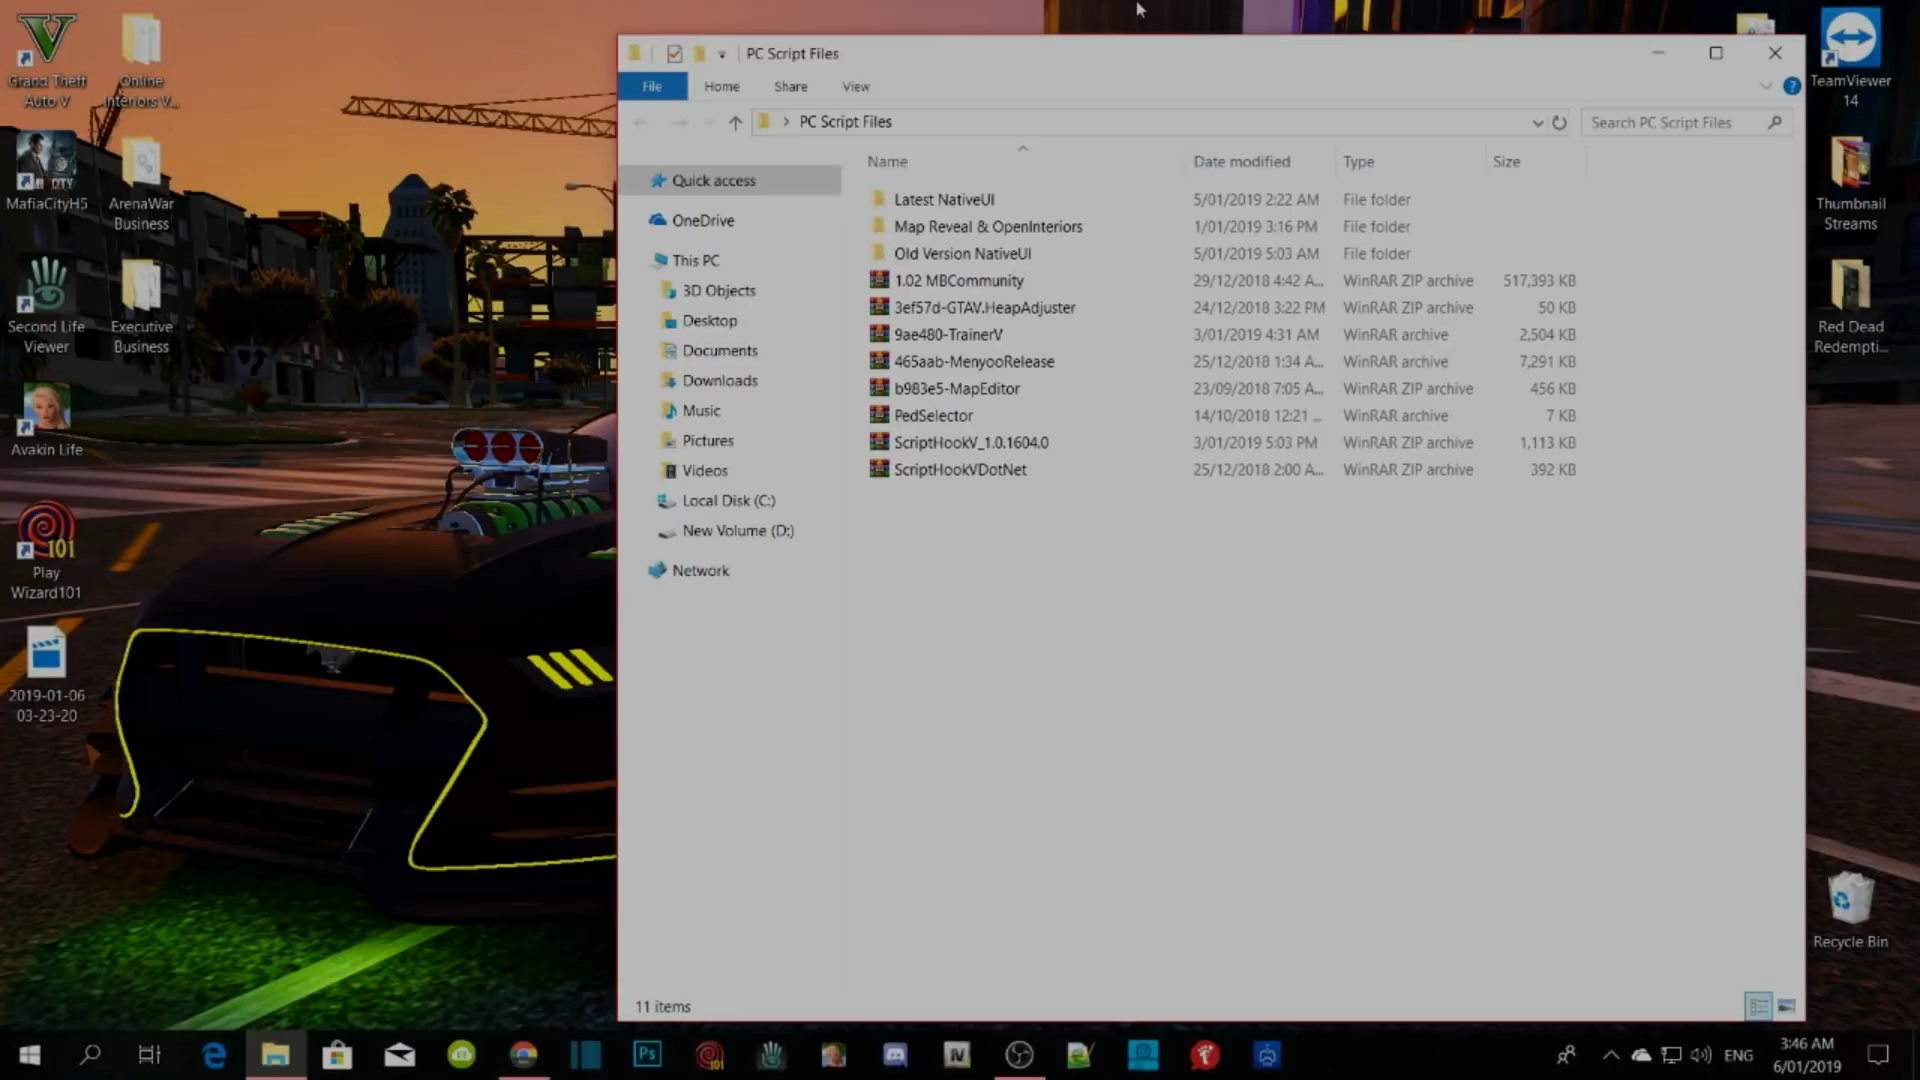 Grand Theft
Auto V
Online
Interiors V...
MafiaCityH5
ArenaWar
Business
Second Life
Viewer
Executive
Business
Avakin Life
101
Play
Wizard101
2019-01-06
03-23-20
PC Script Files
File
Home
Share
View
PC Script Files
Search PC Script Files
Quick access
OneDrive
This PC
3D Objects
Desktop
Documents
Downloads
Music
Pictures
Videos
Local Disk (C:)
New Volume (D:)
Network
Name Date modified Type Size
Latest NativeUI 5/01/2019 2:22 AM File folder
Map Reveal & OpenInteriors 1/01/2019 3:16 PM File folder
Old Version NativeUI 5/01/2019 5:03 AM File folder
1.02 MBCommunity 29/12/2018 4:42 A... WinRAR ZIP archive 517,393 KB
3ef57d-GTAV.HeapAdjuster 24/12/2018 3:22 PM WinRAR ZIP archive 50 KB
9ae480-TrainerV 3/01/2019 4:31 AM WinRAR archive 2,504 KB
465aab-MenyooRelease 25/12/2018 1:34 A... WinRAR archive 7,291 KB
b983e5-MapEditor 23/09/2018 7:05 A... WinRAR ZIP archive 456 KB
PedSelector 14/10/2018 12:21 ... WinRAR archive 7 KB
ScriptHookV_1.0.1604.0 3/01/2019 5:03 PM WinRAR ZIP archive 1,113 KB
ScriptHookVDotNet 25/12/2018 2:00 A... WinRAR ZIP archive 392 KB
11 items
TeamViewer
14
Thumbnail
Streams
Red Dead
Redempti...
Recycle Bin
Ps
101
IV
ENG
3:46 AM
6/01/2019